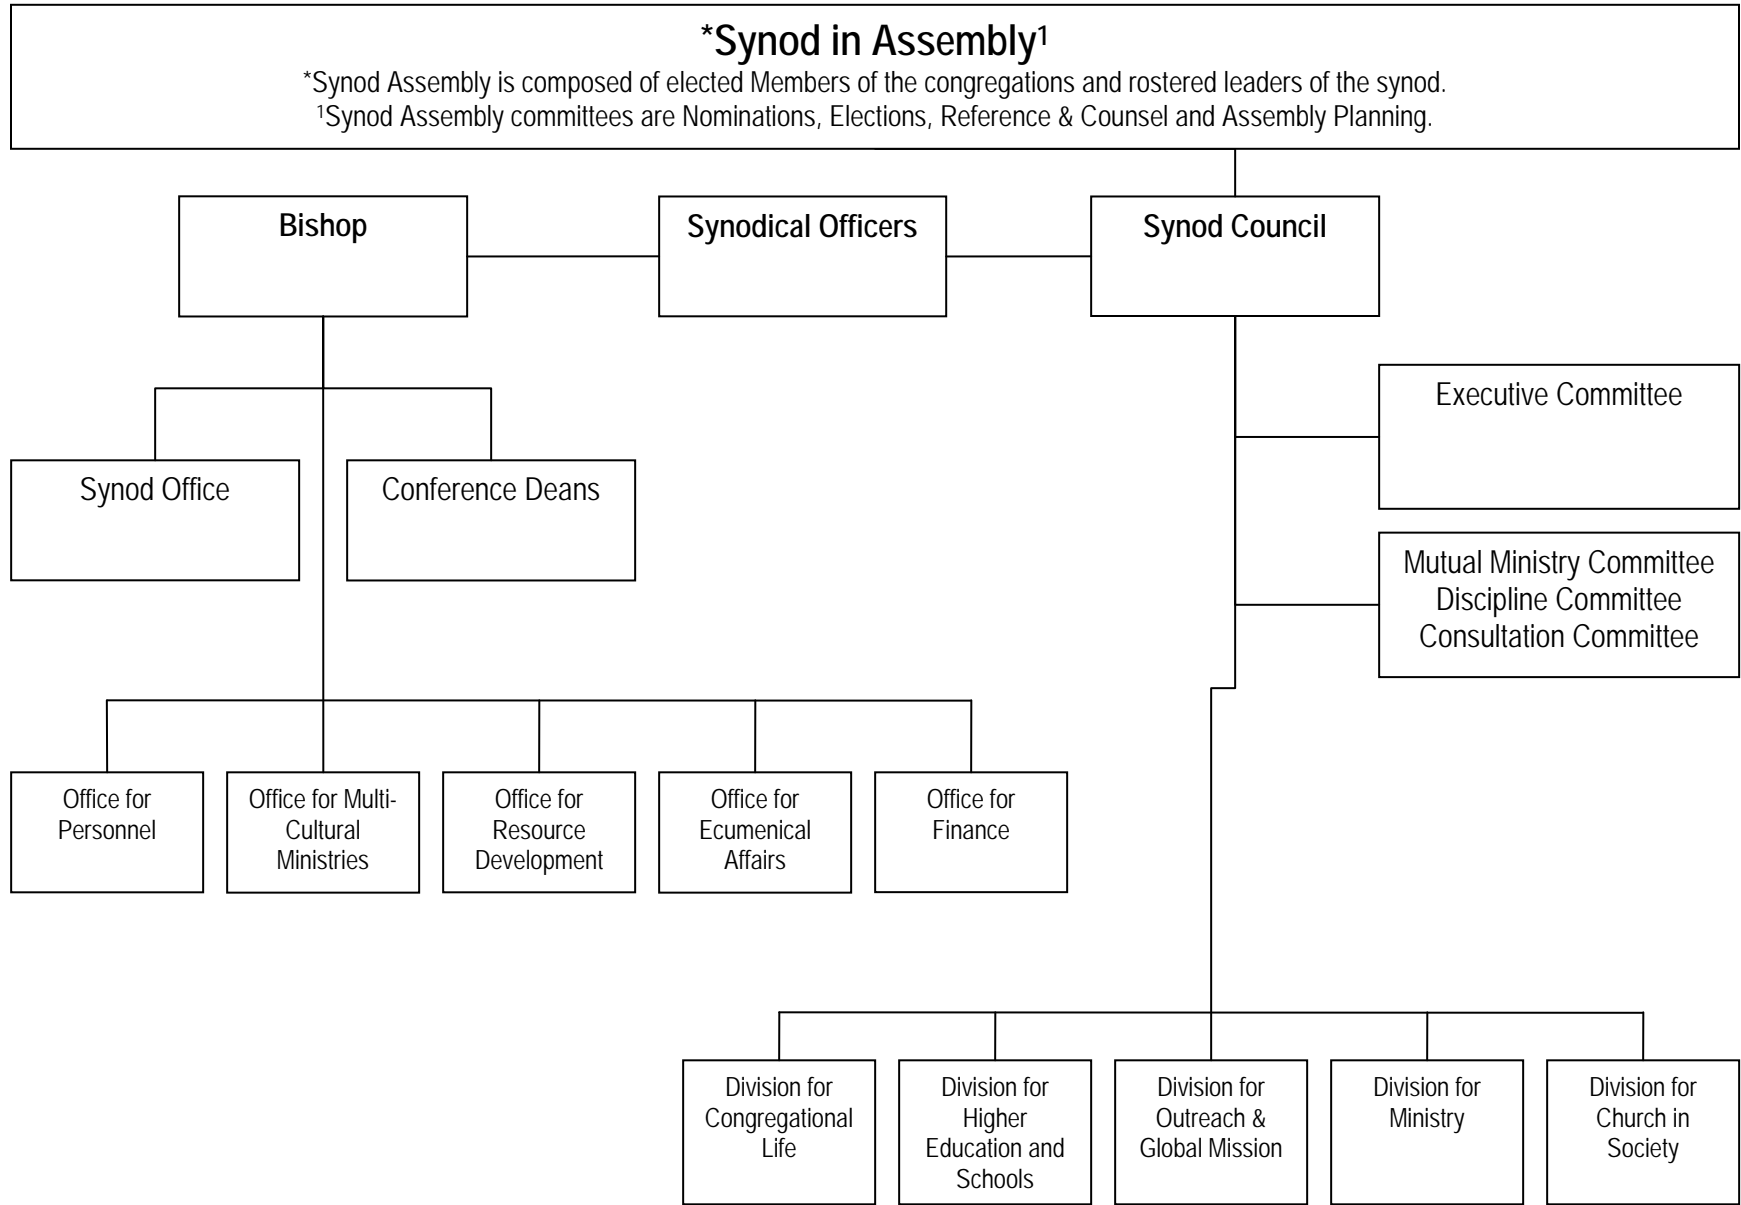 *Synod in Assembly¹
*Synod Assembly is composed of elected Members of the congregations and rostered leaders of the synod.
¹Synod Assembly committees are Nominations, Elections, Reference & Counsel and Assembly Planning.
Bishop
Synodical Officers
Synod Council
Executive Committee
Synod Office
Conference Deans
Mutual Ministry Committee
Discipline Committee
Consultation Committee
Office for
Personnel
Office for Multi-
Cultural
Ministries
Office for
Resource
Development
Office for
Ecumenical
Affairs
Office for
Finance
Division for
Congregational
Life
Division for
Higher
Education and
Schools
Division for
Outreach &
Global Mission
Division for
Ministry
Division for
Church in
Society